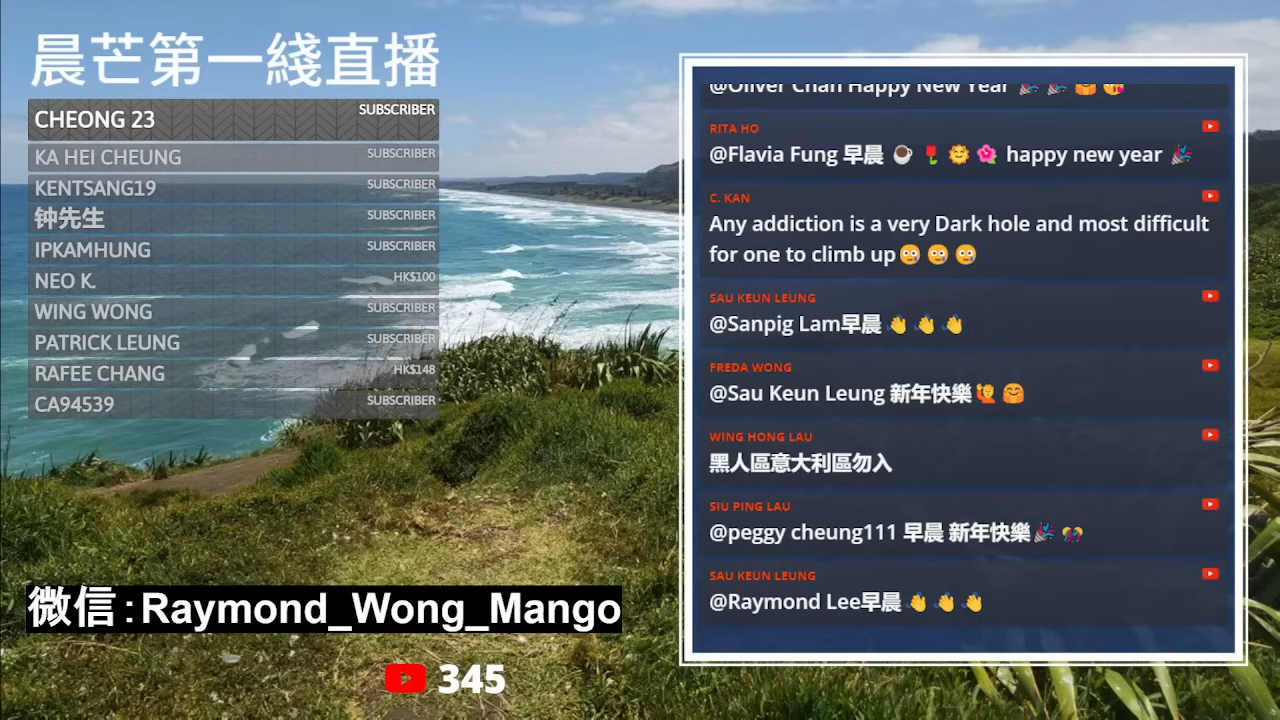 晨芒第一綫直播
CHEONG 23 SUBSCRIBER
KA HEI CHEUNG SUBSCRIBER
KENTSANG19 SUBSCRIBER
钟先生 SUBSCRIBER
IPKAMHUNG SUBSCRIBER
NEO K. HK$100
WING WONG SUBSCRIBER
PATRICK LEUNG SUBSCRIBER
RAFEE CHANG HK$148
CA94539 SUBSCRIBER
微信:Raymond_Wong_Mango
345
@Oliver Chan Happy New Year 🎉 🎉 🤗 😘
RITA HO
@Flavia Fung 早晨 ☕ 🌷 🌞 🌺 happy new year 🎉
C. KAN
Any addiction is a very Dark hole and most difficult
for one to climb up 😢 😢 😢
SAU KEUN LEUNG
@Sanpig Lam早晨 👋 👋 👋
FREDA WONG
@Sau Keun Leung 新年快樂 🙋 🤗
WING HONG LAU
黑人區意大利區勿入
SIU PING LAU
@peggy cheung111 早晨 新年快樂 🎉 🎊
SAU KEUN LEUNG
@Raymond Lee早晨 👋 👋 👋